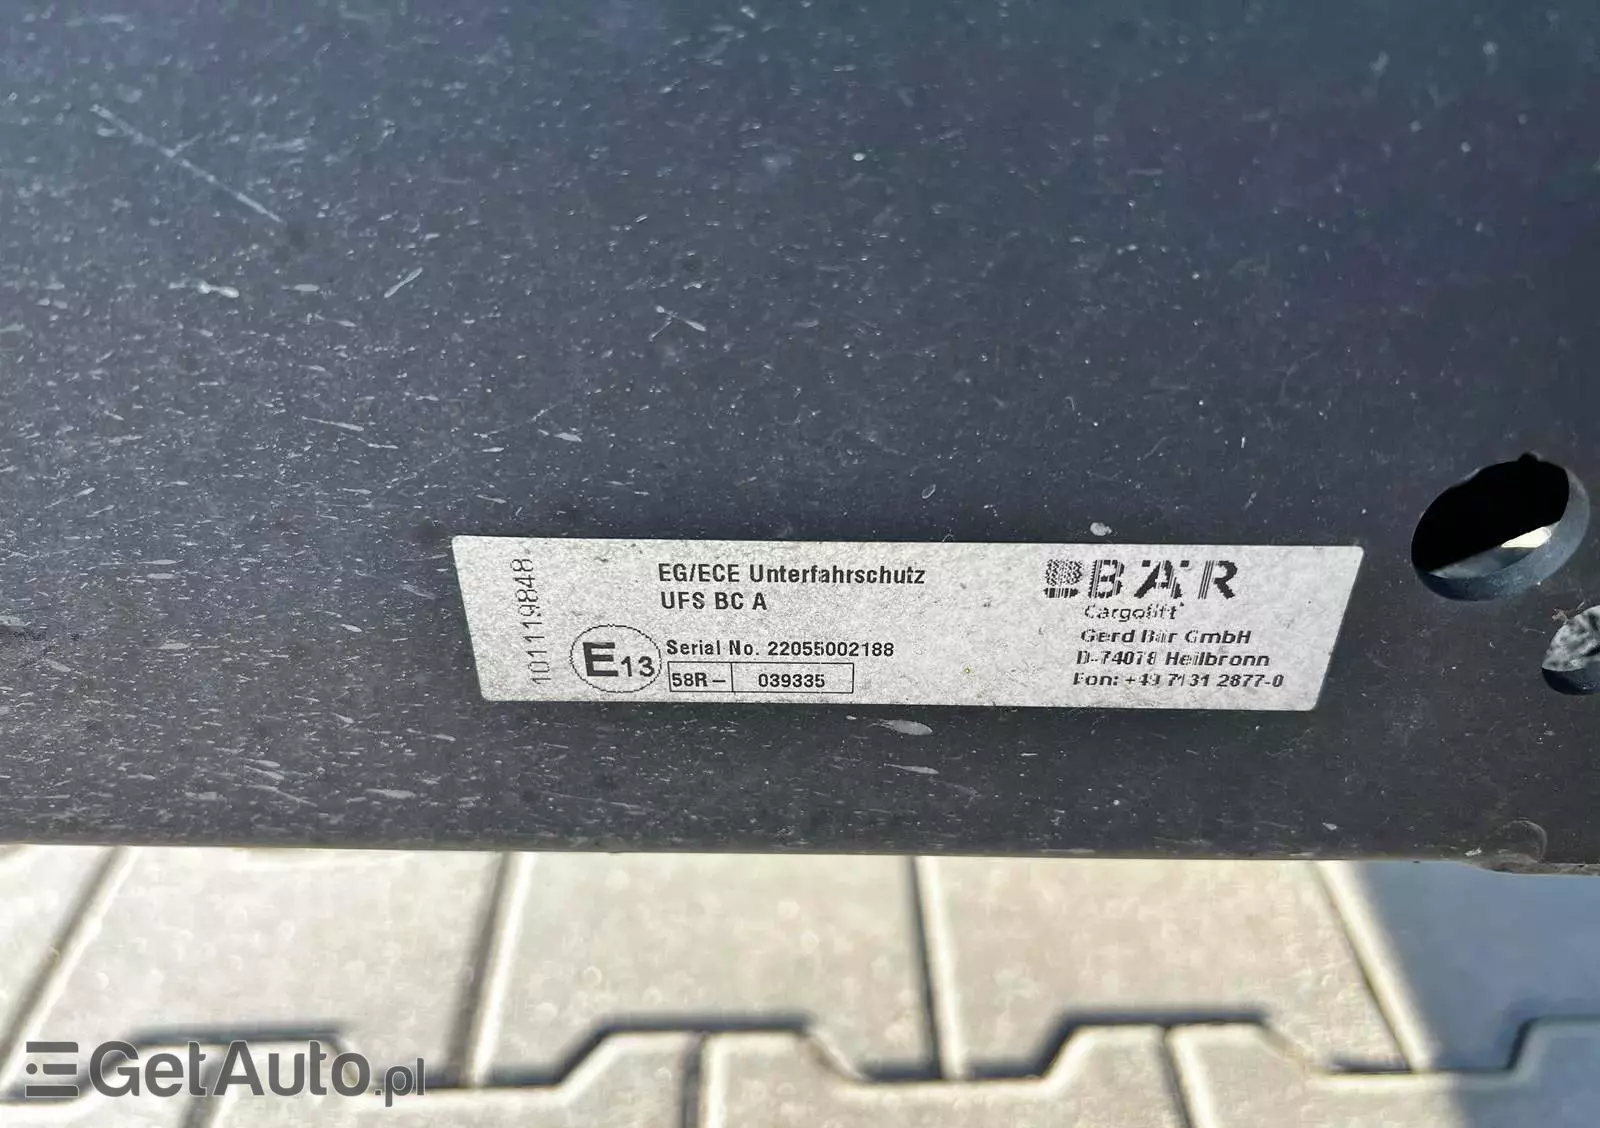 101119848
EG/ECE Unterfahrschutz
UFS BC A
E13
Serial No. 22055002188
58R- 039335
BÄR
Cargolift
Gerd Bär GmbH
D-74078 Heilbronn
Fon: +49 7131 2877-0
GetAuto.pl